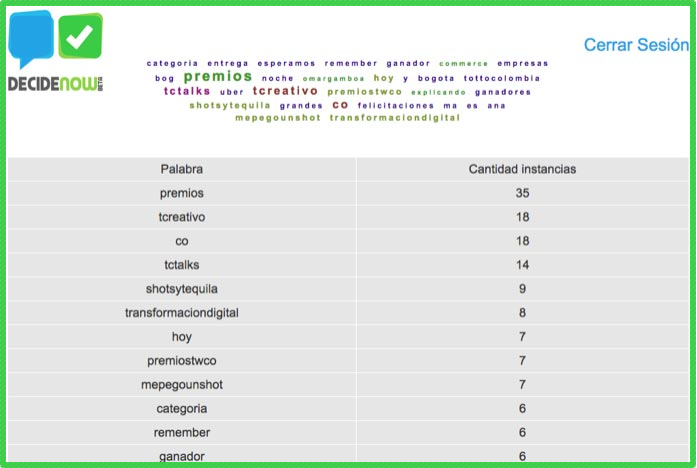 DECIDENOW
BETA
Cerrar Sesión
categoria entrega esperamos remember ganador commerce empresas
bog premios noche omargamboa hoy y bogota tottocolombia
tctalks uber tcreativo premiostwco explicando ganadores
shotsytequila grandes co felicitaciones ma es ana
mepegounshot transformaciondigital
Palabra Cantidad instancias
premios 35
tcreativo 18
co 18
tctalks 14
shotsytequila 9
transformaciondigital 8
hoy 7
premiostwco 7
mepegounshot 7
categoria 6
remember 6
ganador 6